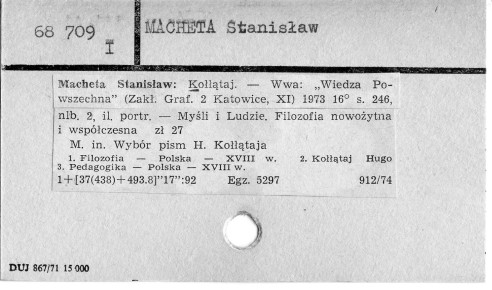 68 709
I
MACHETA Stanisław
Macheta Stanisław: Kołłątaj. — Wwa: „Wiedza Po-
wszechna” (Zakł. Graf. 2 Katowice, XI) 1973 16° s. 246,
nlb. 2, il. portr. — Myśli i Ludzie. Filozofia nowożytna
i współczesna zł 27
M. in. Wybór pism H. Kołłątaja
1. Filozofia — Polska — XVIII w. 2. Kołłątaj Hugo
3. Pedagogika — Polska — XVIII w.
1+[37(438)+493.8]"17":92 Egz. 5297 912/74
DUJ 867/71 15 000